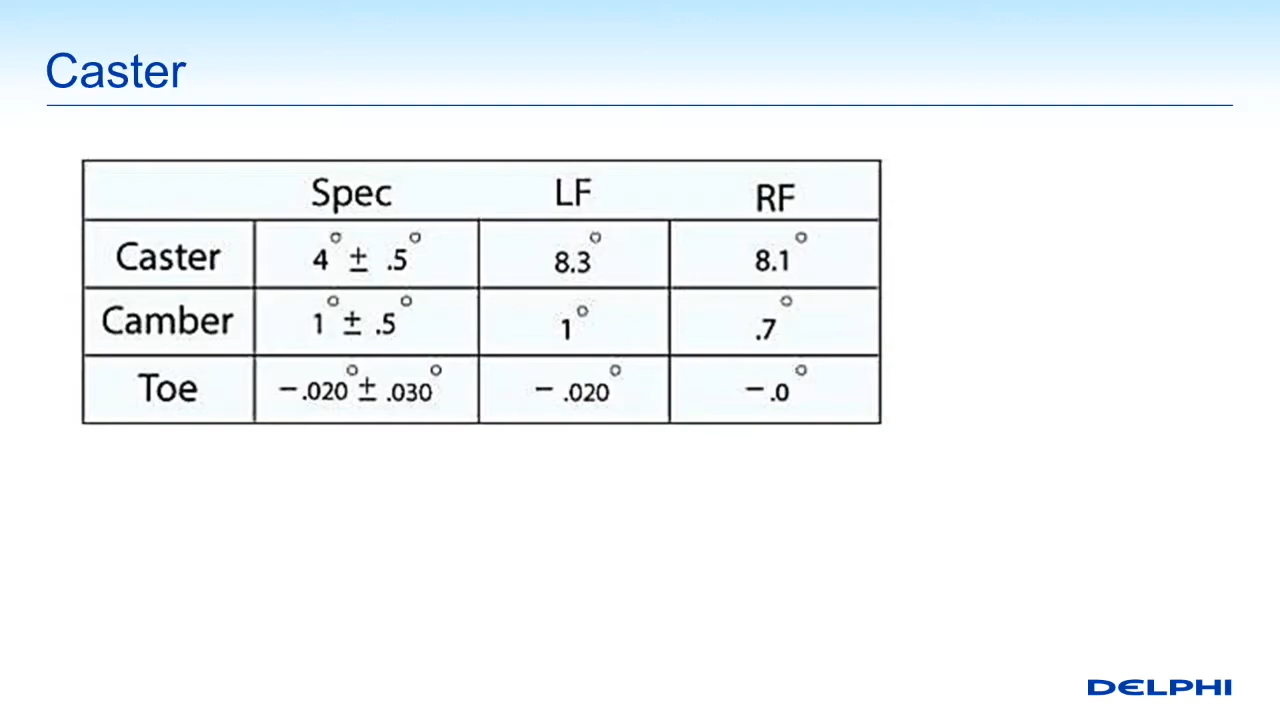 Caster
Spec LF RF
Caster 4° ± .5° 8.3° 8.1°
Camber 1° ± .5° 1° .7°
Toe −.020° ± .030° − .020° − .0°
DELPHI